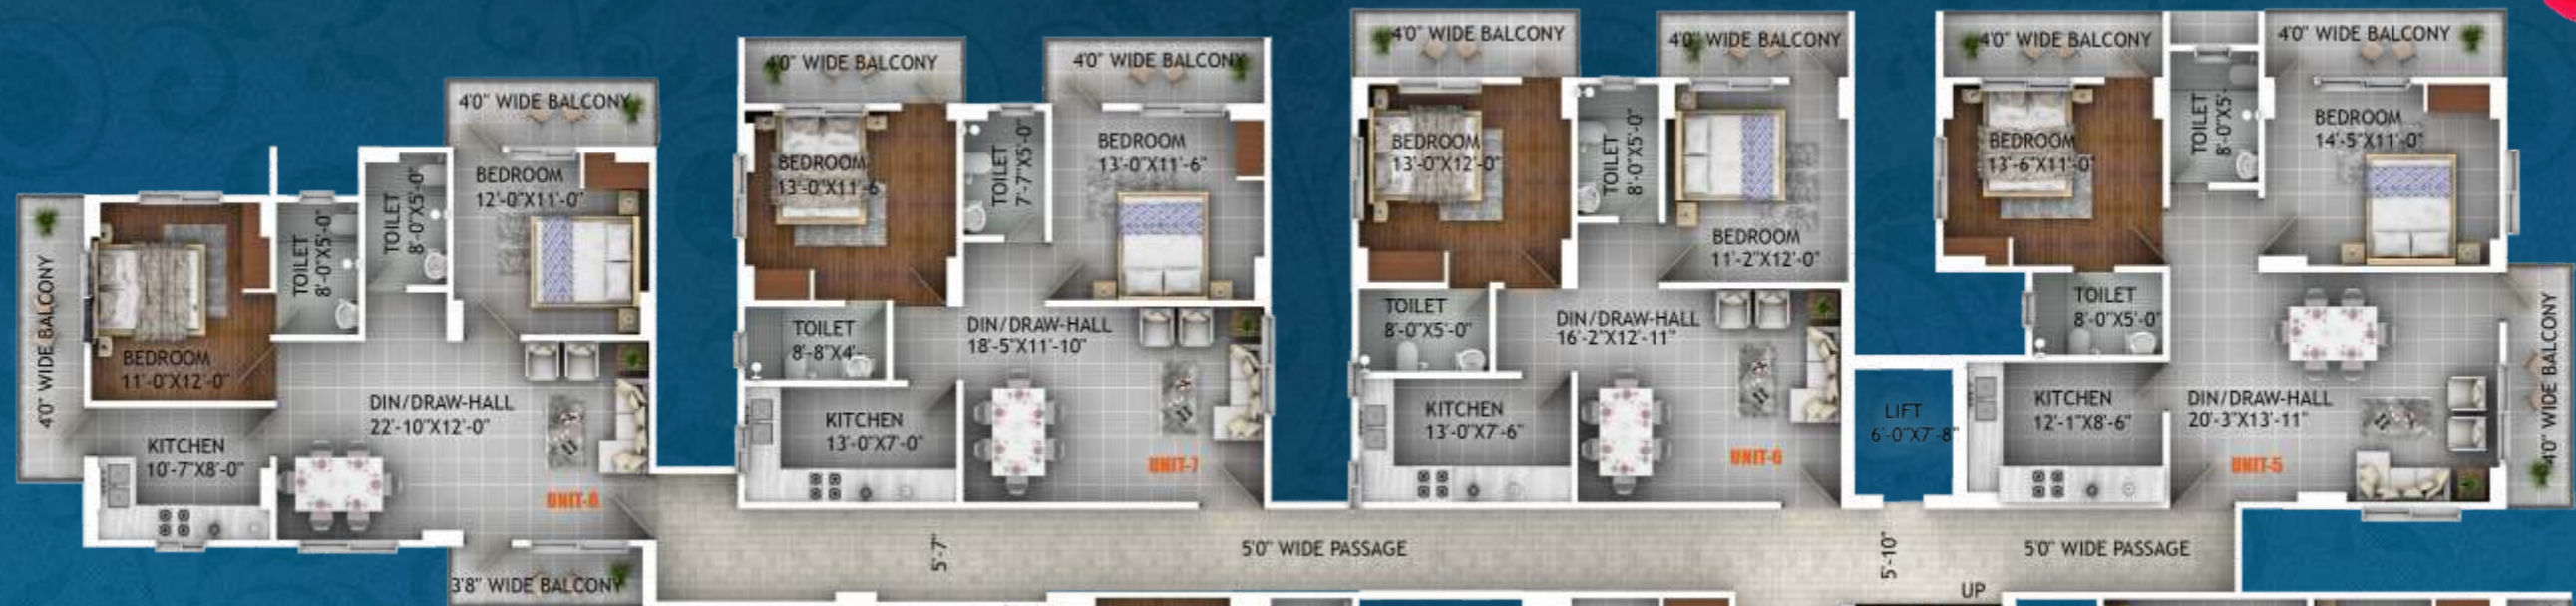 4'0" WIDE BALCONY
4'0" WIDE BALCONY
BEDROOM
12'-0"X11'-0"
TOILET
8'-0"X5'-0"
TOILET
8'-0"X5'-0"
BEDROOM
11'-0"X12'-0"
DIN/DRAW-HALL
22'-10"X12'-0"
KITCHEN
10'-7"X8'-0"
3'8" WIDE BALCONY
4'0" WIDE BALCONY
4'0" WIDE BALCONY
BEDROOM
13'-0"X11'-6"
TOILET
7'-7"X5'-0"
BEDROOM
13'-0"X11'-6"
TOILET
8'-8"X4'-
DIN/DRAW-HALL
18'-5"X11'-10"
KITCHEN
13'-0"X7'-0"
UNIT-7
4'0" WIDE BALCONY
4'0" WIDE BALCONY
BEDROOM
13'-0"X12'-0"
TOILET
8'-0"X5'-0"
BEDROOM
11'-2"X12'-0"
TOILET
8'-0"X5'-0"
DIN/DRAW-HALL
16'-2"X12'-11"
KITCHEN
13'-0"X7'-6"
UNIT-6
LIFT
6'-0"X7'-8"
4'0" WIDE BALCONY
4'0" WIDE BALCONY
BEDROOM
13'-6"X11'-0"
TOILET
8'-0"X5'-
BEDROOM
14'-5"X11'-0"
TOILET
8'-0"X5'-0"
KITCHEN
12'-1"X8'-6"
DIN/DRAW-HALL
20'-3"X13'-11"
UNIT-5
4'0" WIDE BALCONY
5'-7"
5'0" WIDE PASSAGE
5'-10"
5'0" WIDE PASSAGE
UP